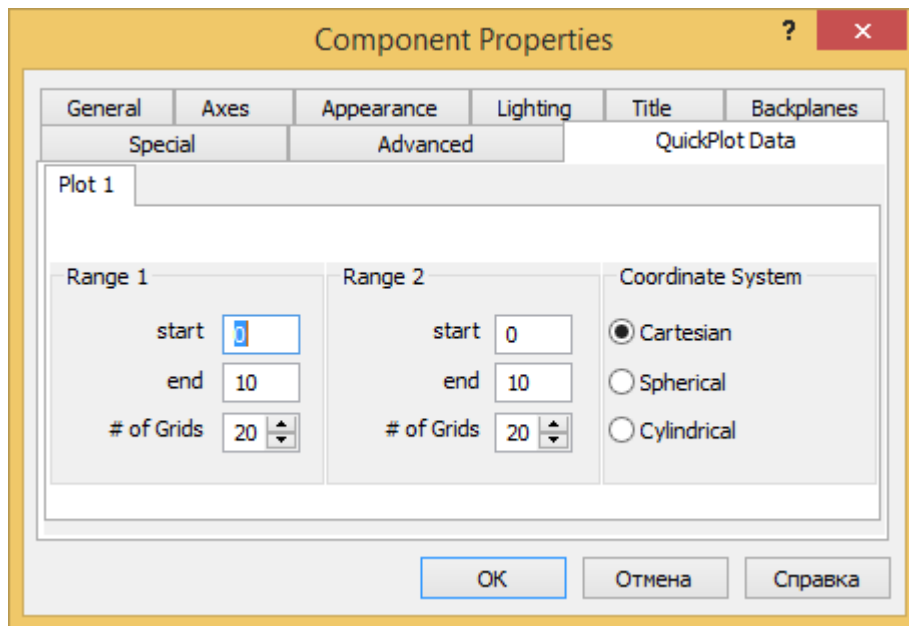 Component Properties ? ×
General Axes Appearance Lighting Title Backplanes
Special Advanced QuickPlot Data
Plot 1
Range 1 Range 2 Coordinate System
start 0 start 0 Cartesian
end 10 end 10 Spherical
# of Grids 20 # of Grids 20 Cylindrical
OK Отмена Справка